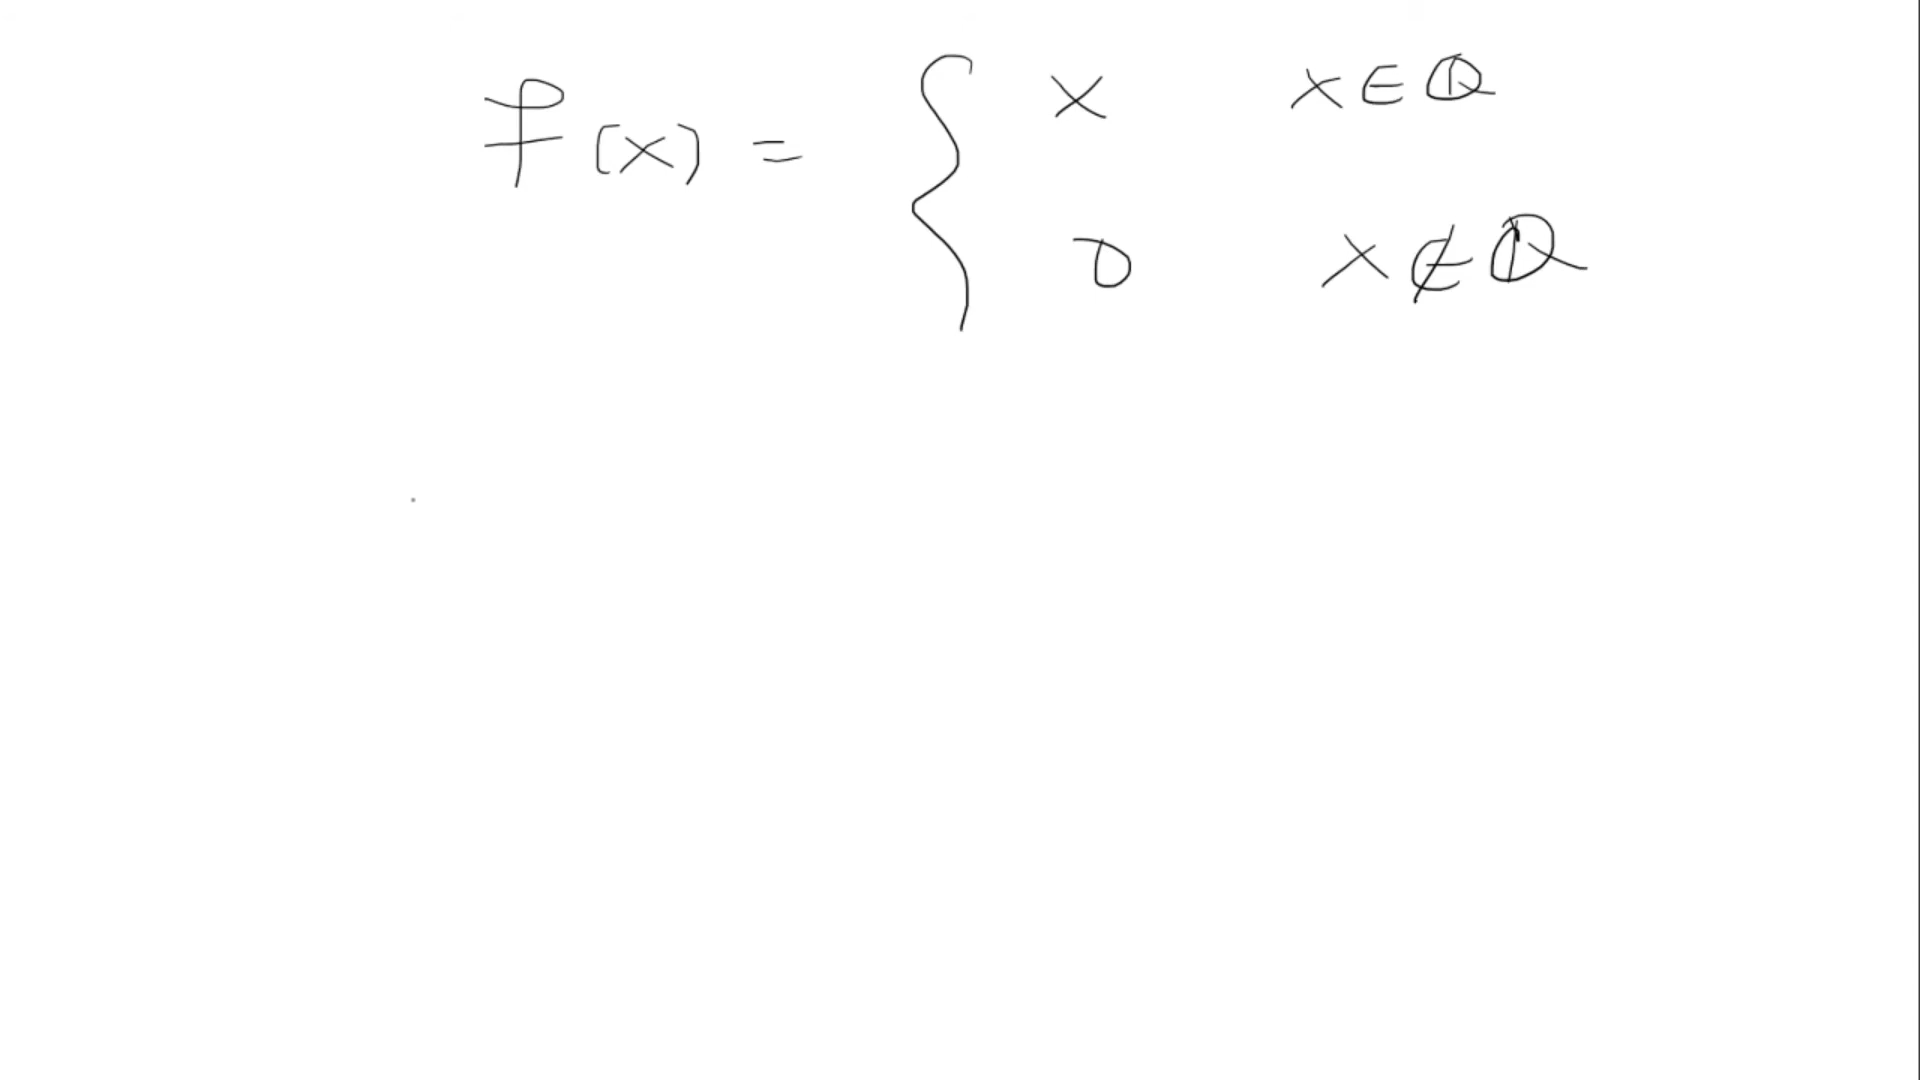 f(x) = { x x∈ℚ
0 x∉ℚ